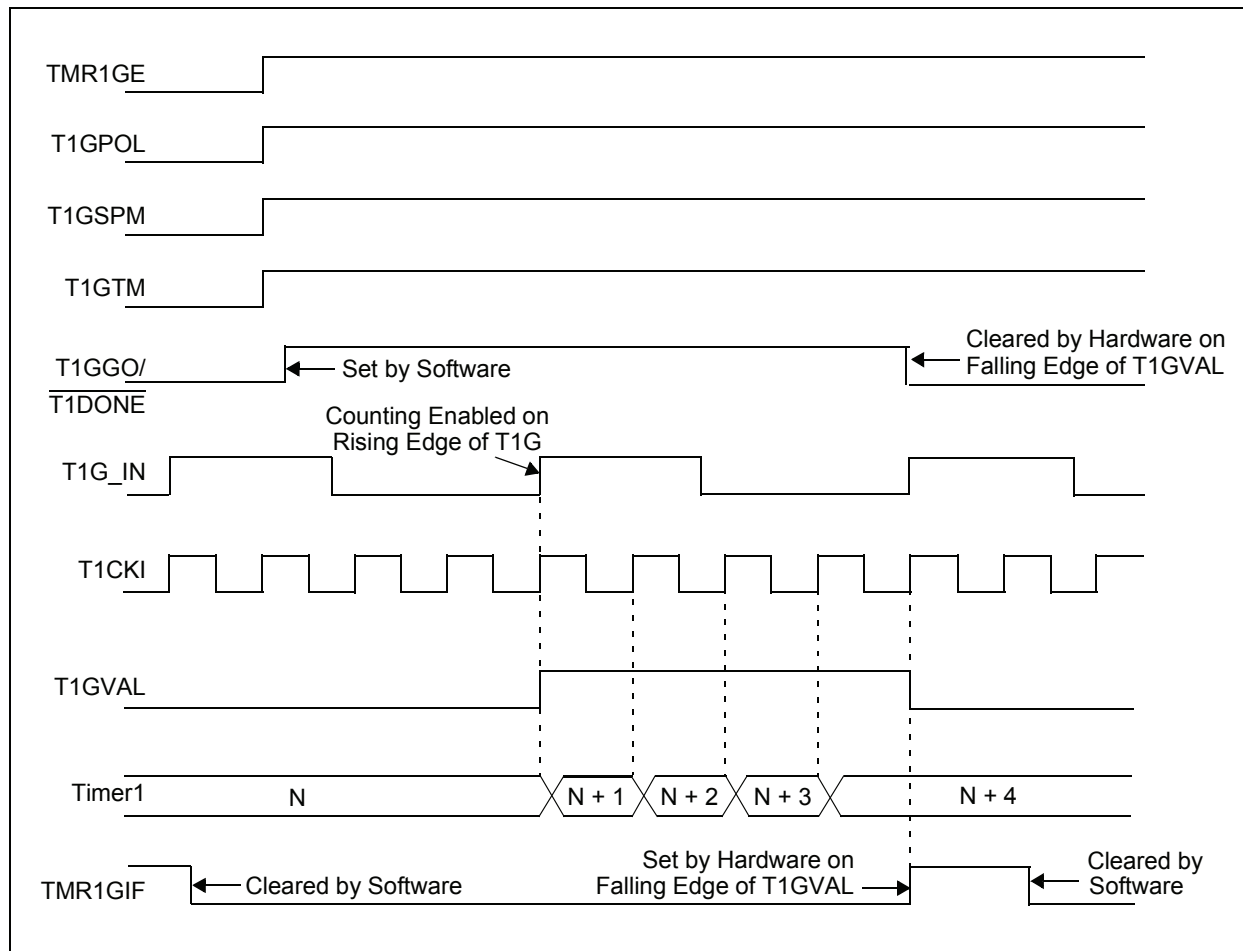 TMR1GE
T1GPOL
T1GSPM
T1GTM
T1GGO/
T1DONE
Set by Software
Cleared by Hardware on
Falling Edge of T1GVAL
Counting Enabled on
Rising Edge of T1G
T1G_IN
T1CKI
T1GVAL
Timer1
N
N + 1
N + 2
N + 3
N + 4
TMR1GIF
Cleared by Software
Set by Hardware on
Falling Edge of T1GVAL
Cleared by
Software